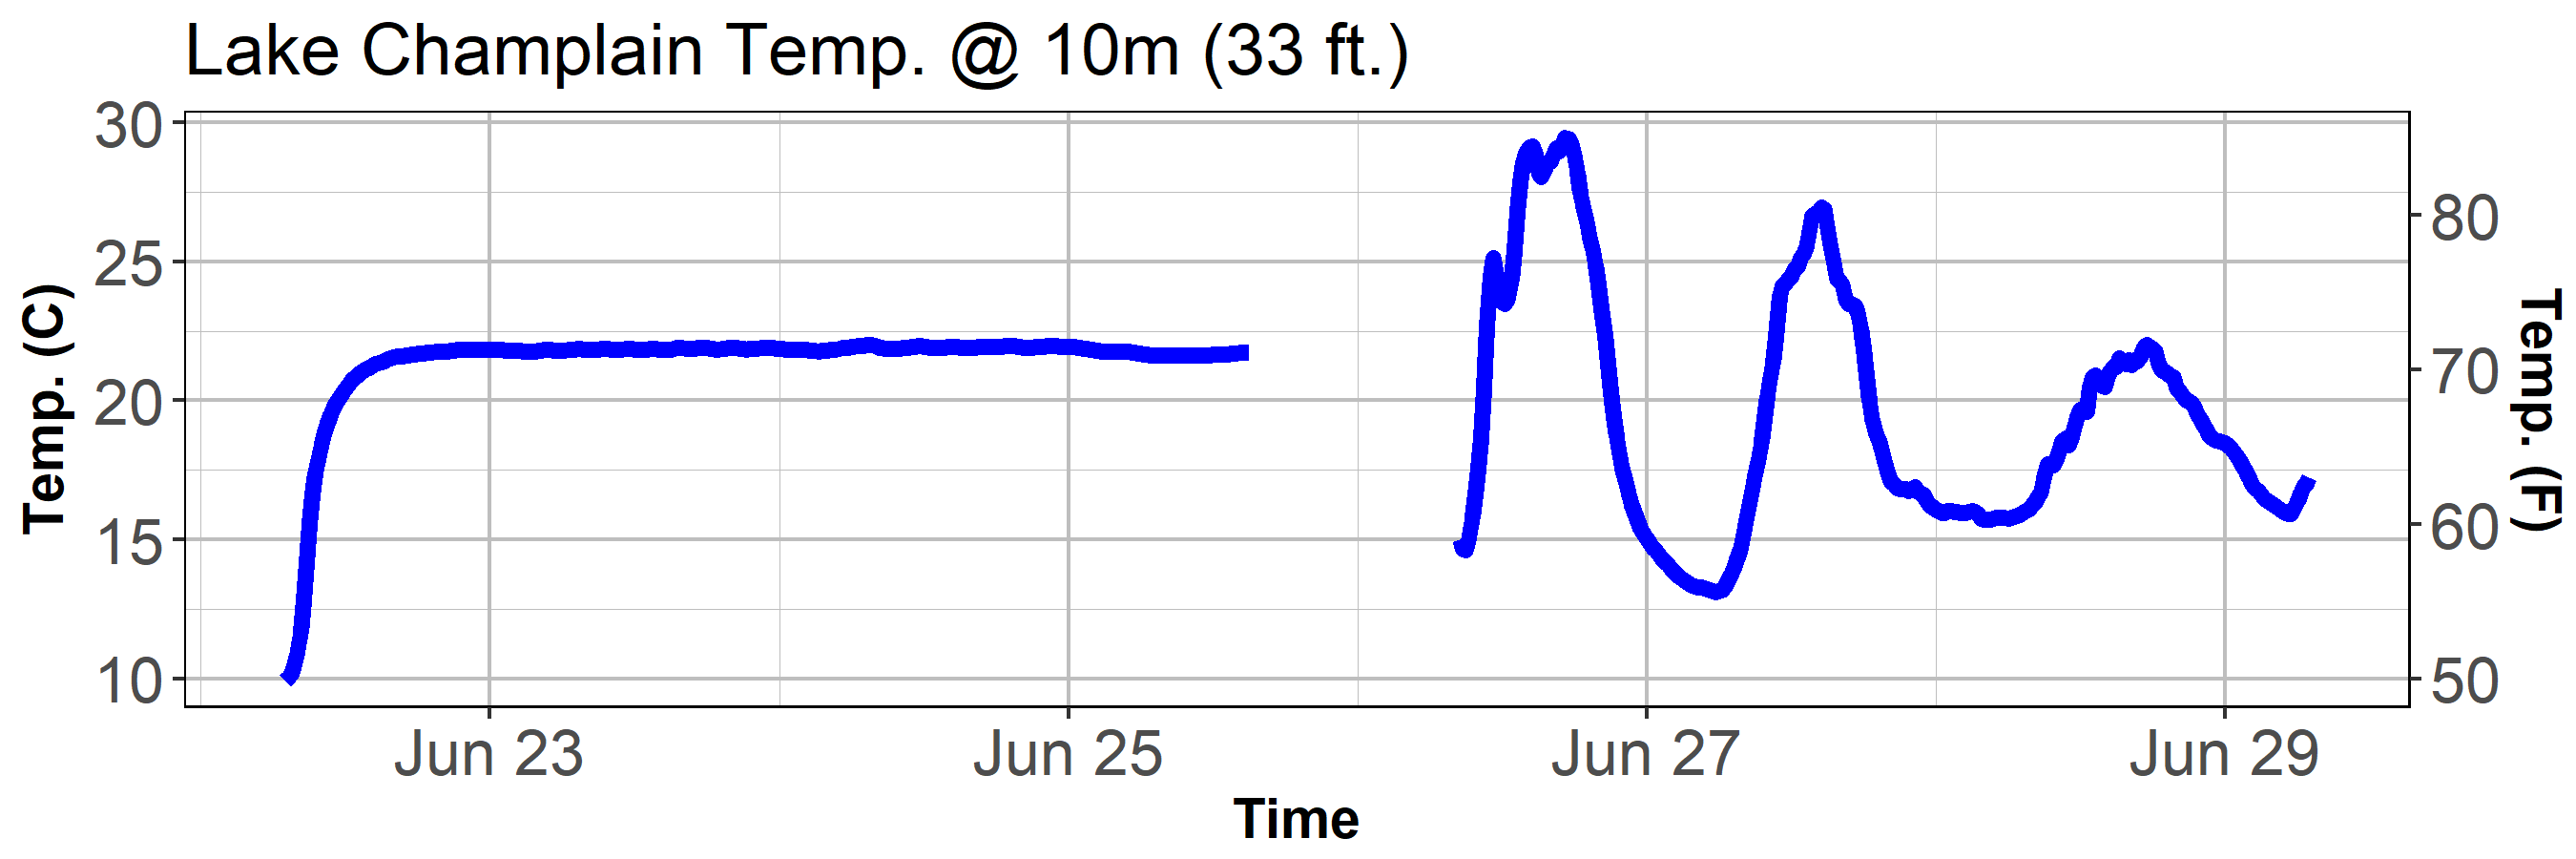 Lake Champlain Temp. @ 10m (33 ft.)
30
25
20
15
10
Temp. (C)
80
70
60
50
Temp. (F)
Jun 23
Jun 25
Jun 27
Jun 29
Time